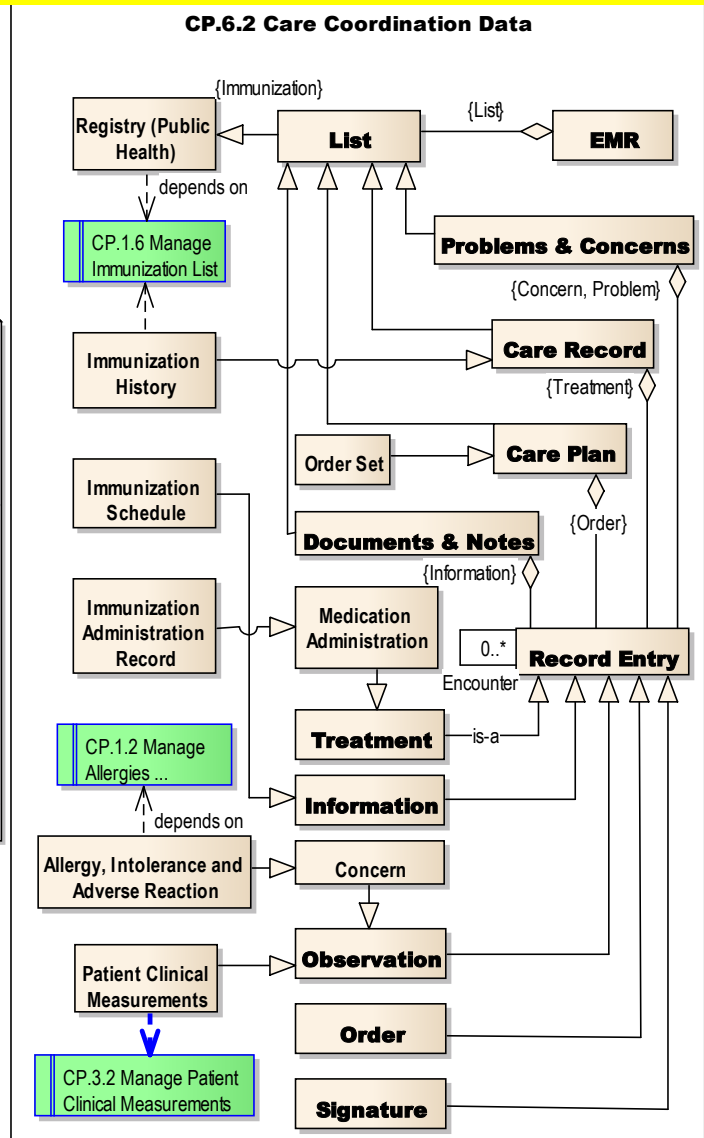 CP.6.2 Care Coordination Data
{Immunization}
Registry (Public
Health)
List
{List}
EMR
depends on
CP.1.6 Manage
Immunization List
Problems & Concerns
{Concern, Problem}
Immunization
History
Care Record
{Treatment}
Order Set
Care Plan
Immunization
Schedule
{Order}
Documents & Notes
{Information}
Immunization
Administration
Record
Medication
Administration
0..*
Record Entry
Encounter
CP.1.2 Manage
Allergies ...
Treatment
is-a
Information
depends on
Allergy, Intolerance and
Adverse Reaction
Concern
Patient Clinical
Measurements
Observation
Order
CP.3.2 Manage Patient
Clinical Measurements
Signature